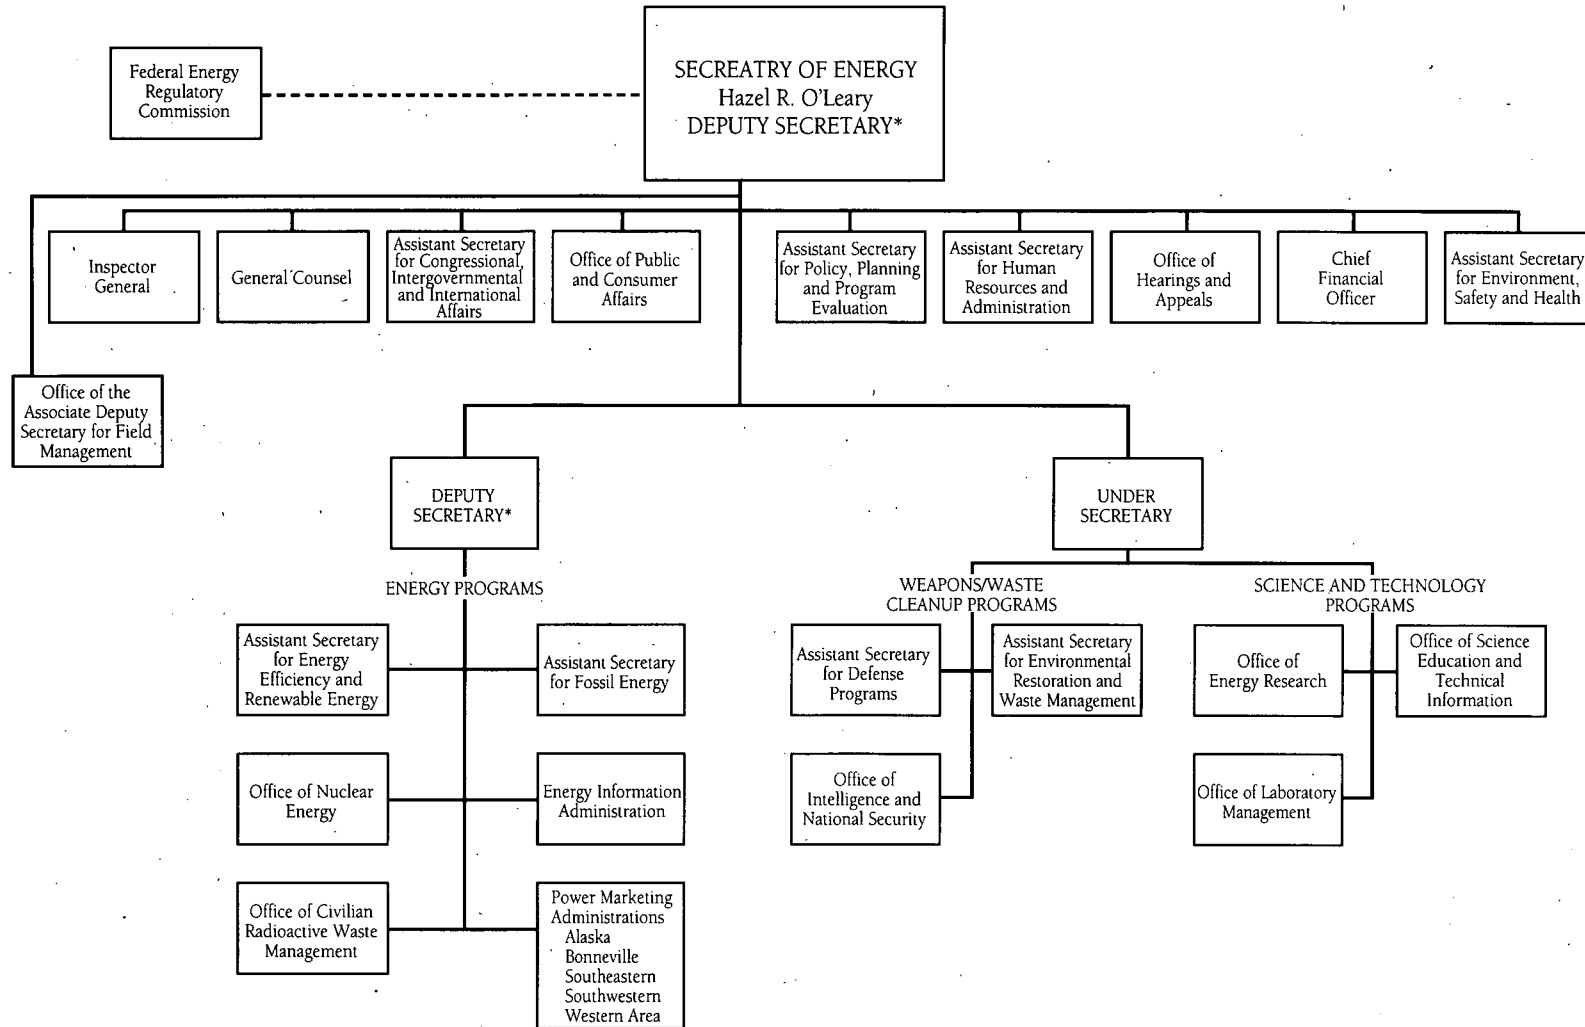 Federal Energy
Regulatory
Commission
SECREATRY OF ENERGY
Hazel R. O'Leary
DEPUTY SECRETARY*
Inspector
General
General Counsel
Assistant Secretary
for Congressional,
Intergovernmental
and International
Affairs
Office of Public
and Consumer
Affairs
Assistant Secretary
for Policy, Planning
and Program
Evaluation
Assistant Secretary
for Human
Resources and
Administration
Office of
Hearings and
Appeals
Chief
Financial
Officer
Assistant Secretary
for Environment,
Safety and Health
Office of the
Associate Deputy
Secretary for Field
Management
DEPUTY
SECRETARY*
UNDER
SECRETARY
ENERGY PROGRAMS
WEAPONS/WASTE
CLEANUP PROGRAMS
SCIENCE AND TECHNOLOGY
PROGRAMS
Assistant Secretary
for Energy
Efficiency and
Renewable Energy
Assistant Secretary
for Fossil Energy
Assistant Secretary
for Defense
Programs
Assistant Secretary
for Environmental
Restoration and
Waste Management
Office of
Energy Research
Office of Science
Education and
Technical
Information
Office of Nuclear
Energy
Energy Information
Administration
Office of
Intelligence and
National Security
Office of Laboratory
Management
Office of Civilian
Radioactive Waste
Management
Power Marketing
Administrations
Alaska
Bonneville
Southeastern
Southwestern
Western Area